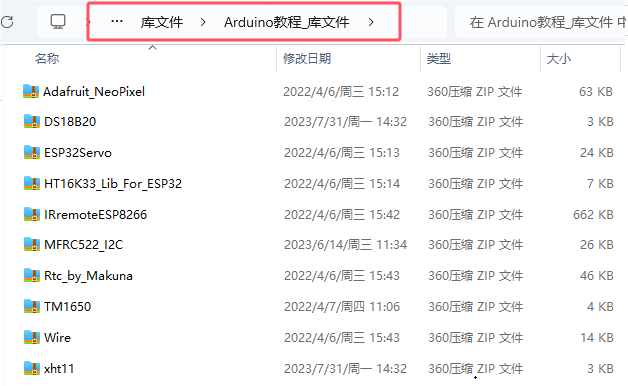 … 库文件 > Arduino教程_库文件 > 在 Arduino教程_库文件 中
名称 修改日期 类型 大小
Adafruit_NeoPixel 2022/4/6/周三 15:12 360压缩 ZIP 文件 63 KB
DS18B20 2023/7/31/周一 14:32 360压缩 ZIP 文件 3 KB
ESP32Servo 2022/4/6/周三 15:13 360压缩 ZIP 文件 24 KB
HT16K33_Lib_For_ESP32 2022/4/6/周三 15:14 360压缩 ZIP 文件 7 KB
IRremoteESP8266 2022/4/6/周三 15:42 360压缩 ZIP 文件 662 KB
MFRC522_I2C 2023/6/14/周三 11:34 360压缩 ZIP 文件 26 KB
Rtc_by_Makuna 2022/4/6/周三 15:43 360压缩 ZIP 文件 46 KB
TM1650 2022/4/7/周四 11:06 360压缩 ZIP 文件 4 KB
Wire 2022/4/6/周三 15:43 360压缩 ZIP 文件 14 KB
xht11 2023/7/31/周一 14:32 360压缩 ZIP 文件 3 KB